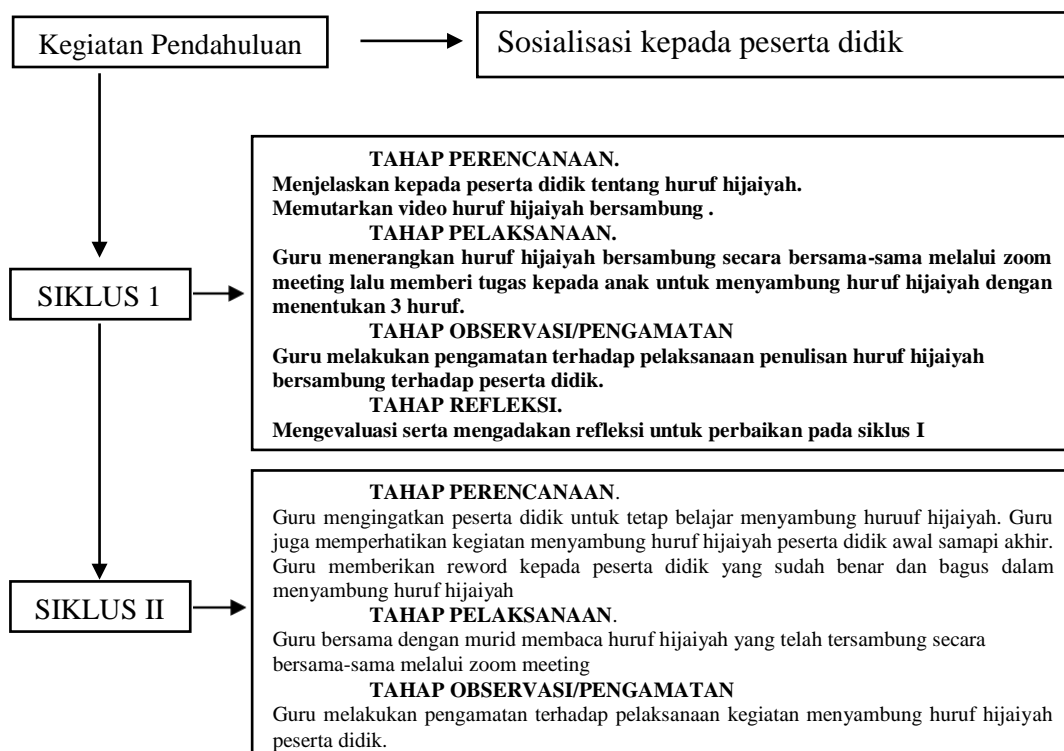 Kegiatan Pendahuluan
Sosialisasi kepada peserta didik
SIKLUS 1
TAHAP PERENCANAAN.
Menjelaskan kepada peserta didik tentang huruf hijaiyah.
Memutarkan video huruf hijaiyah bersambung .
TAHAP PELAKSANAAN.
Guru menerangkan huruf hijaiyah bersambung secara bersama-sama melalui zoom
meeting lalu memberi tugas kepada anak untuk menyambung huruf hijaiyah dengan
menentukan 3 huruf.
TAHAP OBSERVASI/PENGAMATAN
Guru melakukan pengamatan terhadap pelaksanaan penulisan huruf hijaiyah
bersambung terhadap peserta didik.
TAHAP REFLEKSI.
Mengevaluasi serta mengadakan refleksi untuk perbaikan pada siklus I
SIKLUS II
TAHAP PERENCANAAN.
Guru mengingatkan peserta didik untuk tetap belajar menyambung huruuf hijaiyah. Guru
juga memperhatikan kegiatan menyambung huruf hijaiyah peserta didik awal samapi akhir.
Guru memberikan reword kepada peserta didik yang sudah benar dan bagus dalam
menyambung huruf hijaiyah
TAHAP PELAKSANAAN.
Guru bersama dengan murid membaca huruf hijaiyah yang telah tersambung secara
bersama-sama melalui zoom meeting
TAHAP OBSERVASI/PENGAMATAN
Guru melakukan pengamatan terhadap pelaksanaan kegiatan menyambung huruf hijaiyah
peserta didik.